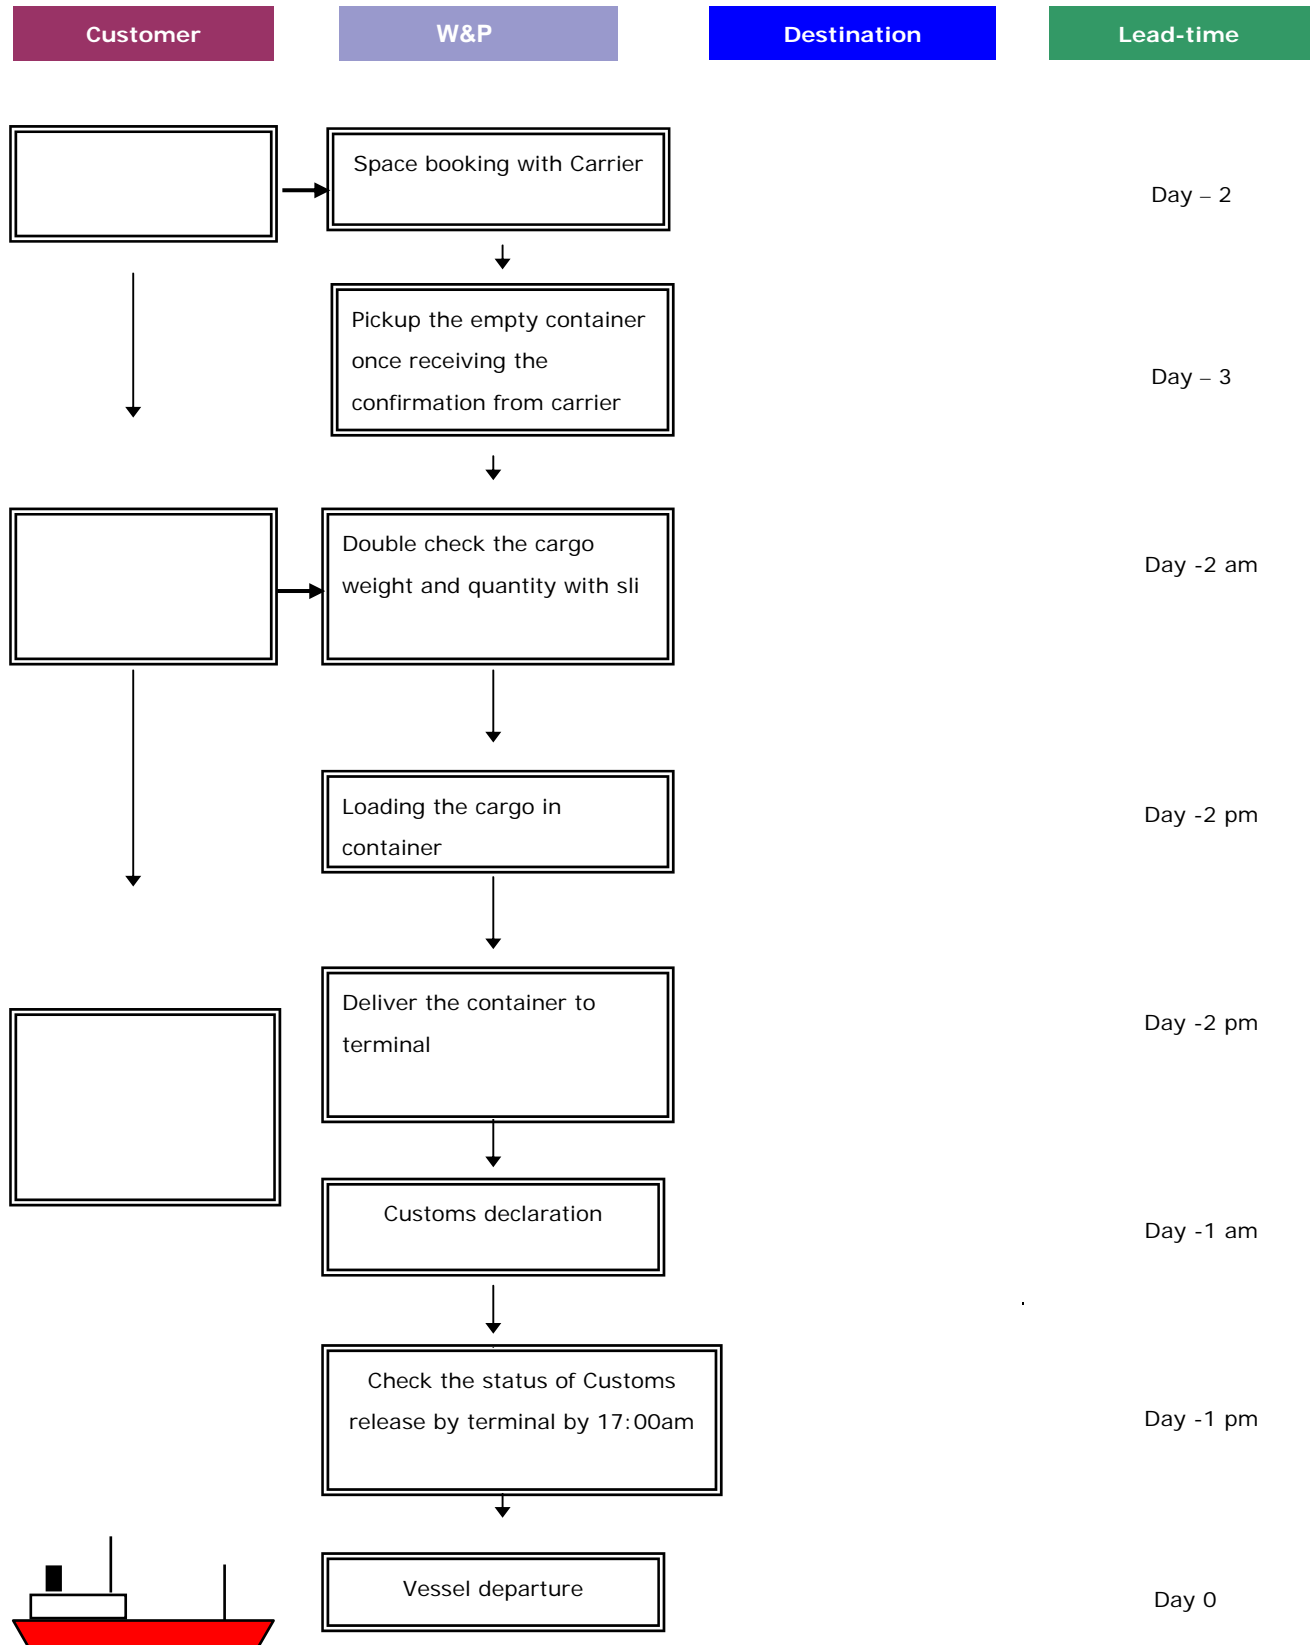 Customer
W&P
Destination
Lead-time
Space booking with Carrier
Day – 2
Pickup the empty container
once receiving the
confirmation from carrier
Day – 3
Double check the cargo
weight and quantity with sli
Day -2 am
Loading the cargo in
container
Day -2 pm
Deliver the container to
terminal
Day -2 pm
Customs declaration
Day -1 am
Check the status of Customs
release by terminal by 17:00am
Day -1 pm
Vessel departure
Day 0